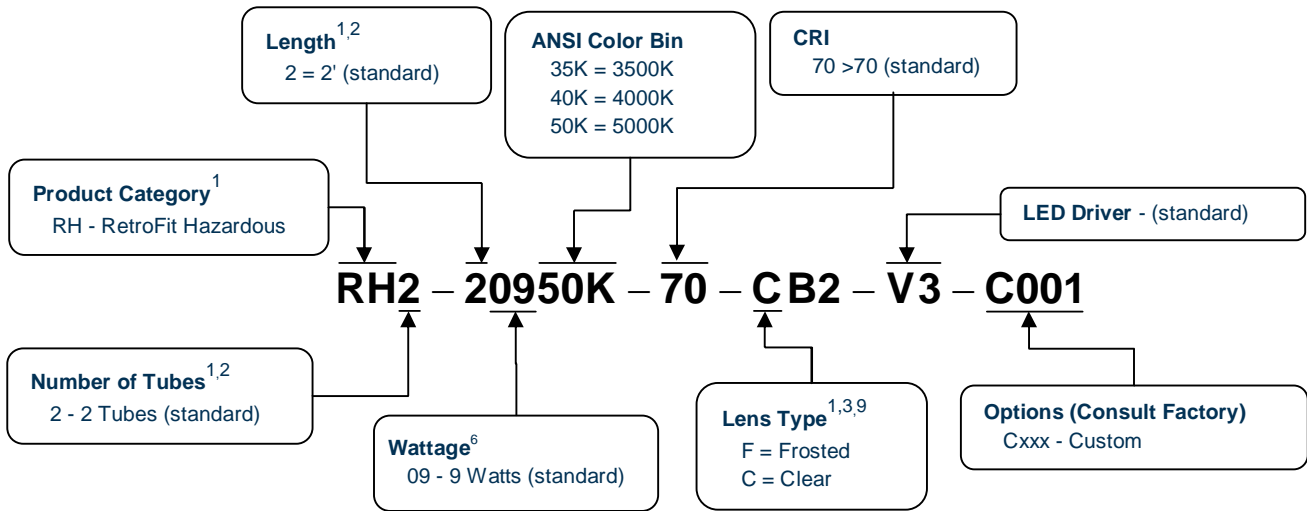 Length1,2
2 = 2' (standard)
ANSI Color Bin
35K = 3500K
40K = 4000K
50K = 5000K
CRI
70 >70 (standard)
Product Category1
RH - RetroFit Hazardous
LED Driver - (standard)
RH2 – 20950K – 70 – CB2 – V3 – C001
Number of Tubes1,2
2 - 2 Tubes (standard)
Wattage6
09 - 9 Watts (standard)
Lens Type1,3,9
F = Frosted
C = Clear
Options (Consult Factory)
Cxxx - Custom